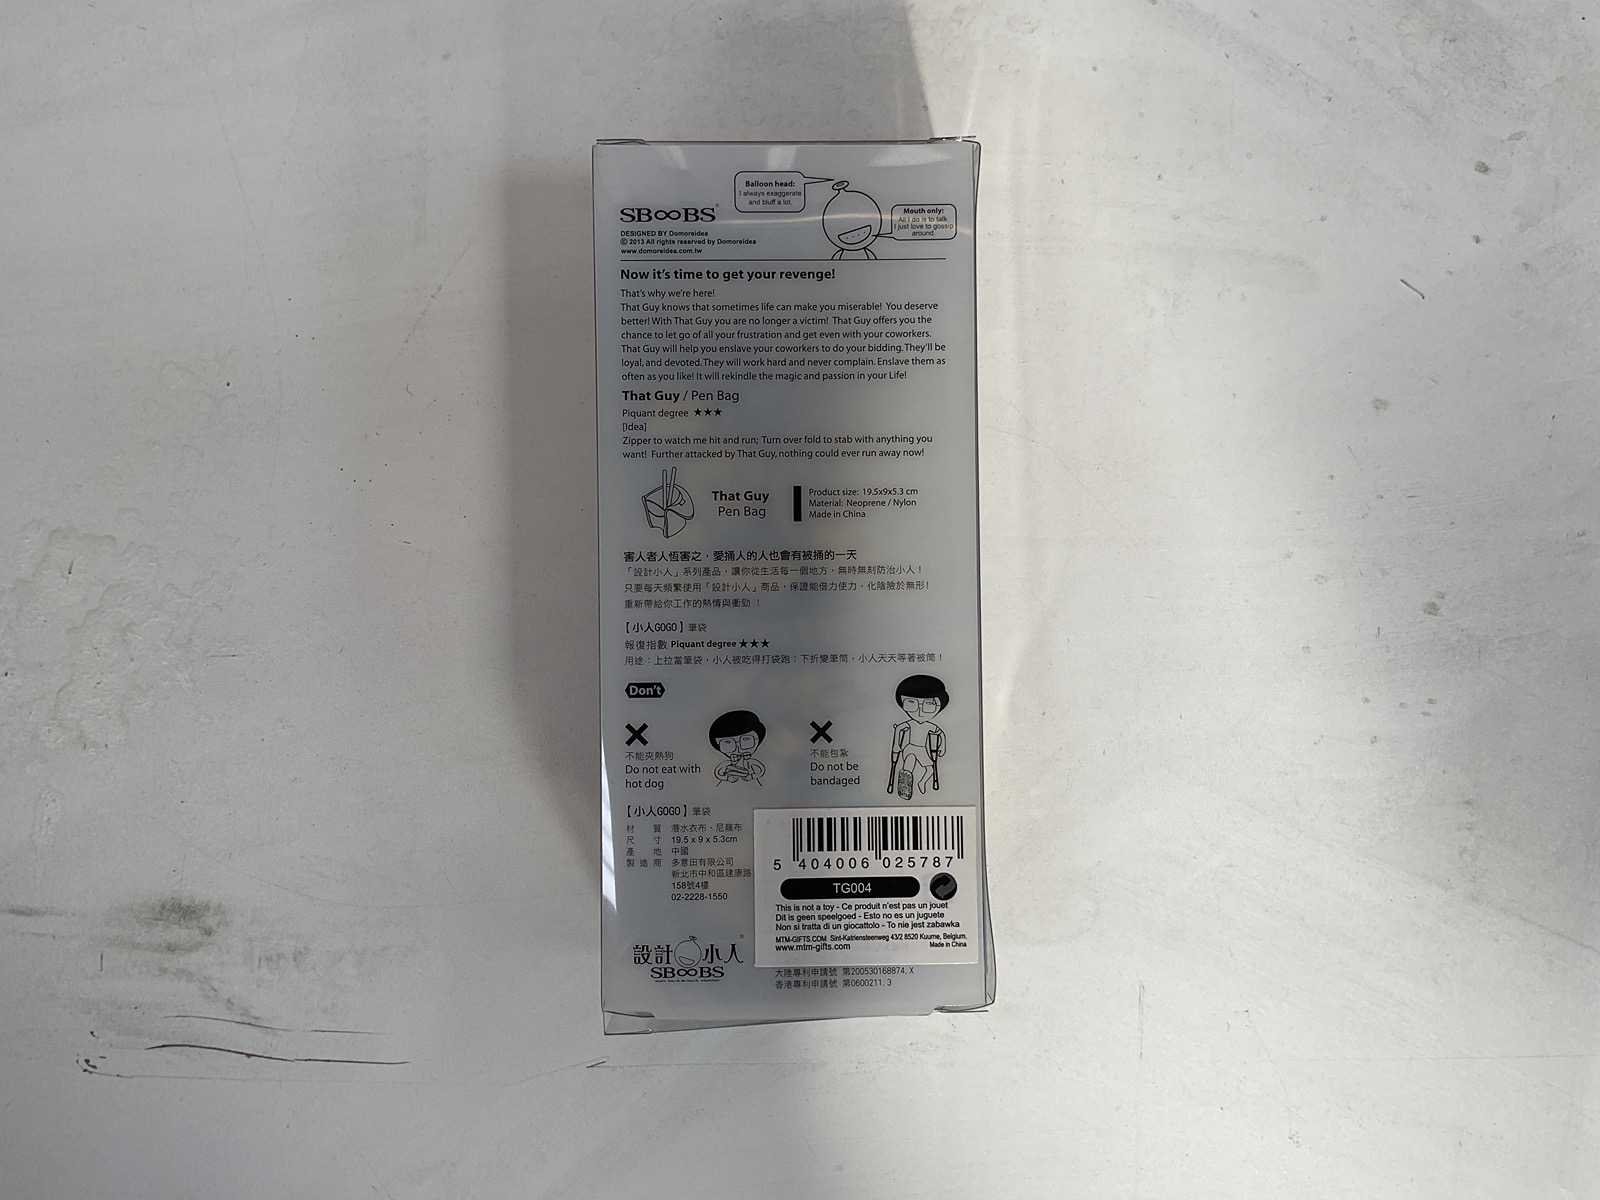 Balloon head:
I always exaggerate
and bluff a lot.
SB∞BS®
Mouth only:
All I do is to talk
I just love to gossip
around.
DESIGNED BY Domoreidea
© 2013 All rights reserved by Domoreidea
www.domoreidea.com.tw
Now it's time to get your revenge!
That's why we're here!
That Guy knows that sometimes life can make you miserable! You deserve
better! With That Guy you are no longer a victim! That Guy offers you the
chance to let go of all your frustration and get even with your coworkers.
That Guy will help you enslave your coworkers to do your bidding. They'll be
loyal, and devoted. They will work hard and never complain. Enslave them as
often as you like! It will rekindle the magic and passion in your Life!
That Guy / Pen Bag
Piquant degree ★★★
[Idea]
Zipper to watch me hit and run; Turn over fold to stab with anything you
want! Further attacked by That Guy, nothing could ever run away now!
That Guy
Pen Bag
Product size: 19.5x9x5.3 cm
Material: Neoprene / Nylon
Made in China
害人者人恆害之，愛捅人的人也會有被捅的一天
「設計小人」系列產品，讓你從生活每一個地方，無時無刻防治小人！
只要每天頻繁使用「設計小人」商品，保證能借力使力，化陰險於無形！
重新帶給你工作的熱情與衝勁！
【小人GOGO】筆袋
報復指數 Piquant degree ★★★
用途：上拉當筆袋，小人被吃得打袋跑；下折變筆筒，小人天天等著被筒！
Don't
不能夾熱狗
Do not eat with
hot dog
不能包紮
Do not be
bandaged
【小人GOGO】筆袋
材 質 潛水衣布、尼龍布
尺 寸 19.5 x 9 x 5.3cm
產 地 中國
製造商 多意田有限公司
新北市中和區建康路
158號4樓
02-2228-1550
5 404006 025787
TG004
This is not a toy - Ce produit n'est pas un jouet
Dit is geen speelgoed - Esto no es un juguete
Non si tratta di un giocattolo - To nie jest zabawka
MTM-GIFTS.COM Sint-Katriensteenweg 43/2 8520 Kuurne, Belgium.
www.mtm-gifts.com Made in China
設計小人®
SB∞BS
大陸專利申請號 第200530168874.X
香港專利申請號 第0600211.3